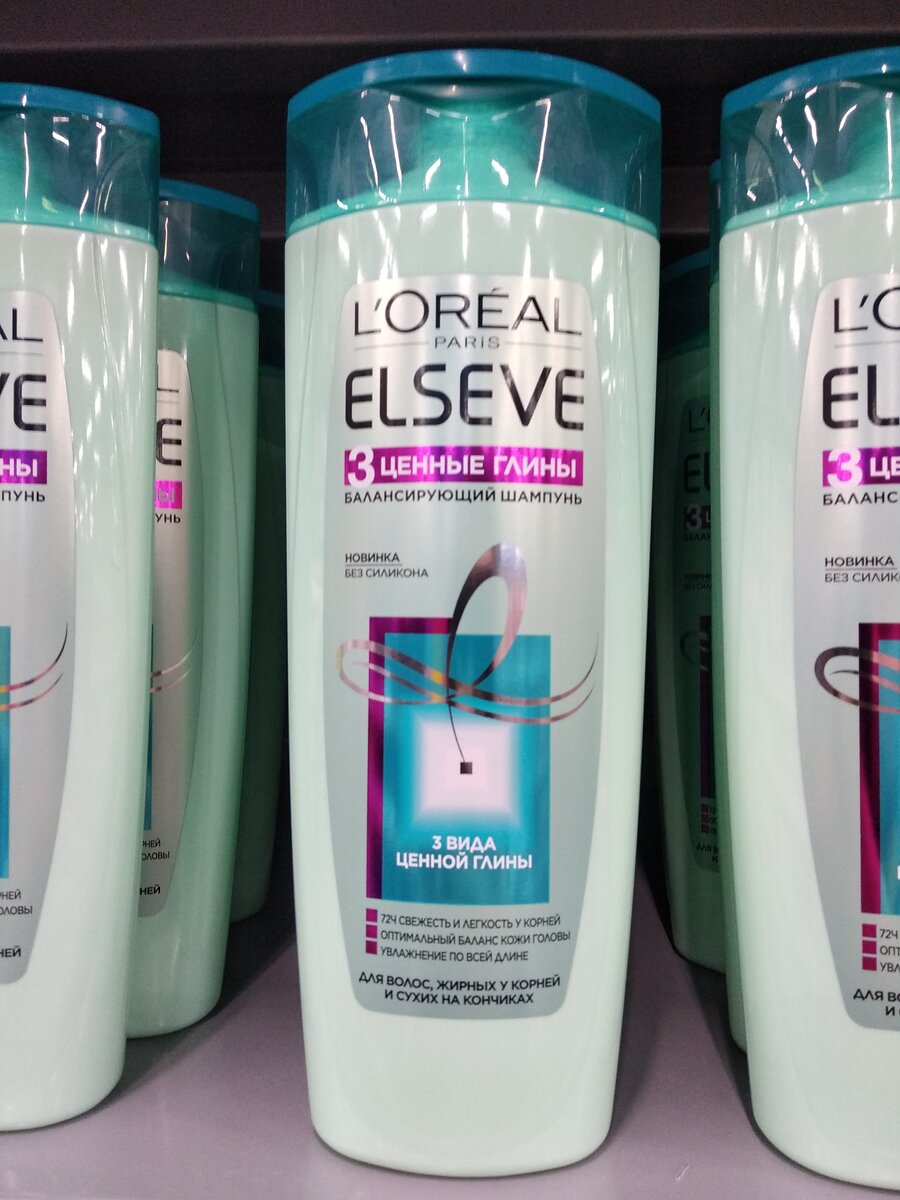 L'ORÉAL
PARIS
ELSEVE
3 ЦЕННЫЕ ГЛИНЫ
БАЛАНСИРУЮЩИЙ ШАМПУНЬ
НОВИНКА
БЕЗ СИЛИКОНА
3 ВИДА
ЦЕННОЙ ГЛИНЫ
72Ч СВЕЖЕСТЬ И ЛЕГКОСТЬ У КОРНЕЙ
ОПТИМАЛЬНЫЙ БАЛАНС КОЖИ ГОЛОВЫ
УВЛАЖНЕНИЕ ПО ВСЕЙ ДЛИНЕ
ДЛЯ ВОЛОС, ЖИРНЫХ У КОРНЕЙ
И СУХИХ НА КОНЧИКАХ